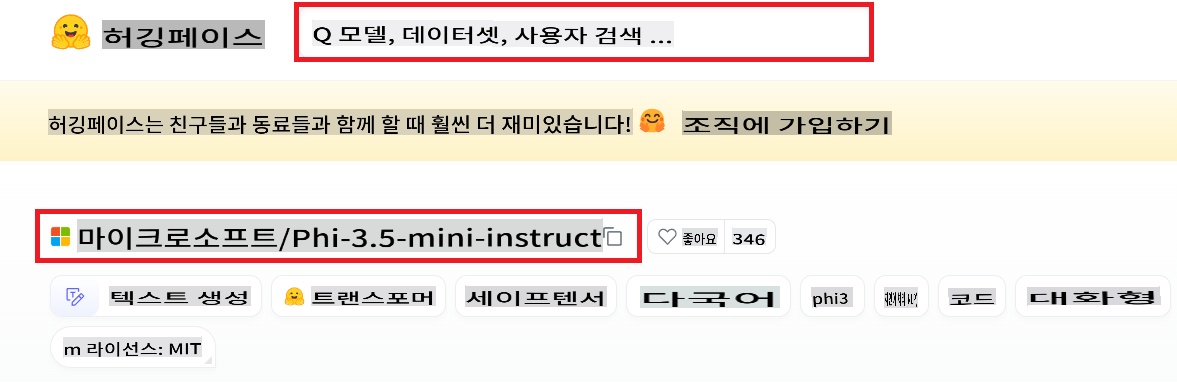 허깅페이스 Q 모델, 데이터셋, 사용자 검색 ...
허깅페이스는 친구들과 동료들과 함께 할 때 훨씬 더 재미있습니다! 조직에 가입하기
마이크로소프트/Phi-3.5-mini-instruct 좋아요 346
텍스트 생성 트랜스포머 세이프텐서 다국어 phi3 코드 대화형
m 라이선스: MIT